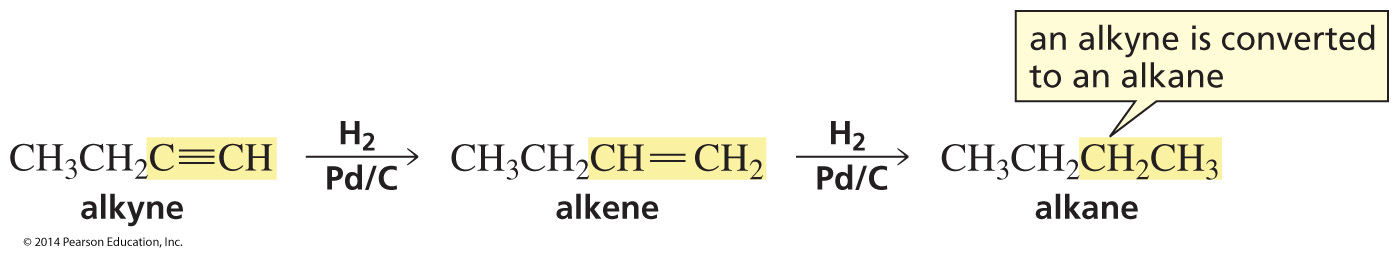 an alkyne is converted
to an alkane
CH₃CH₂C≡CH H₂ CH₃CH₂CH=CH₂ H₂ CH₃CH₂CH₂CH₃
Pd/C Pd/C
alkyne alkene alkane
© 2014 Pearson Education, Inc.